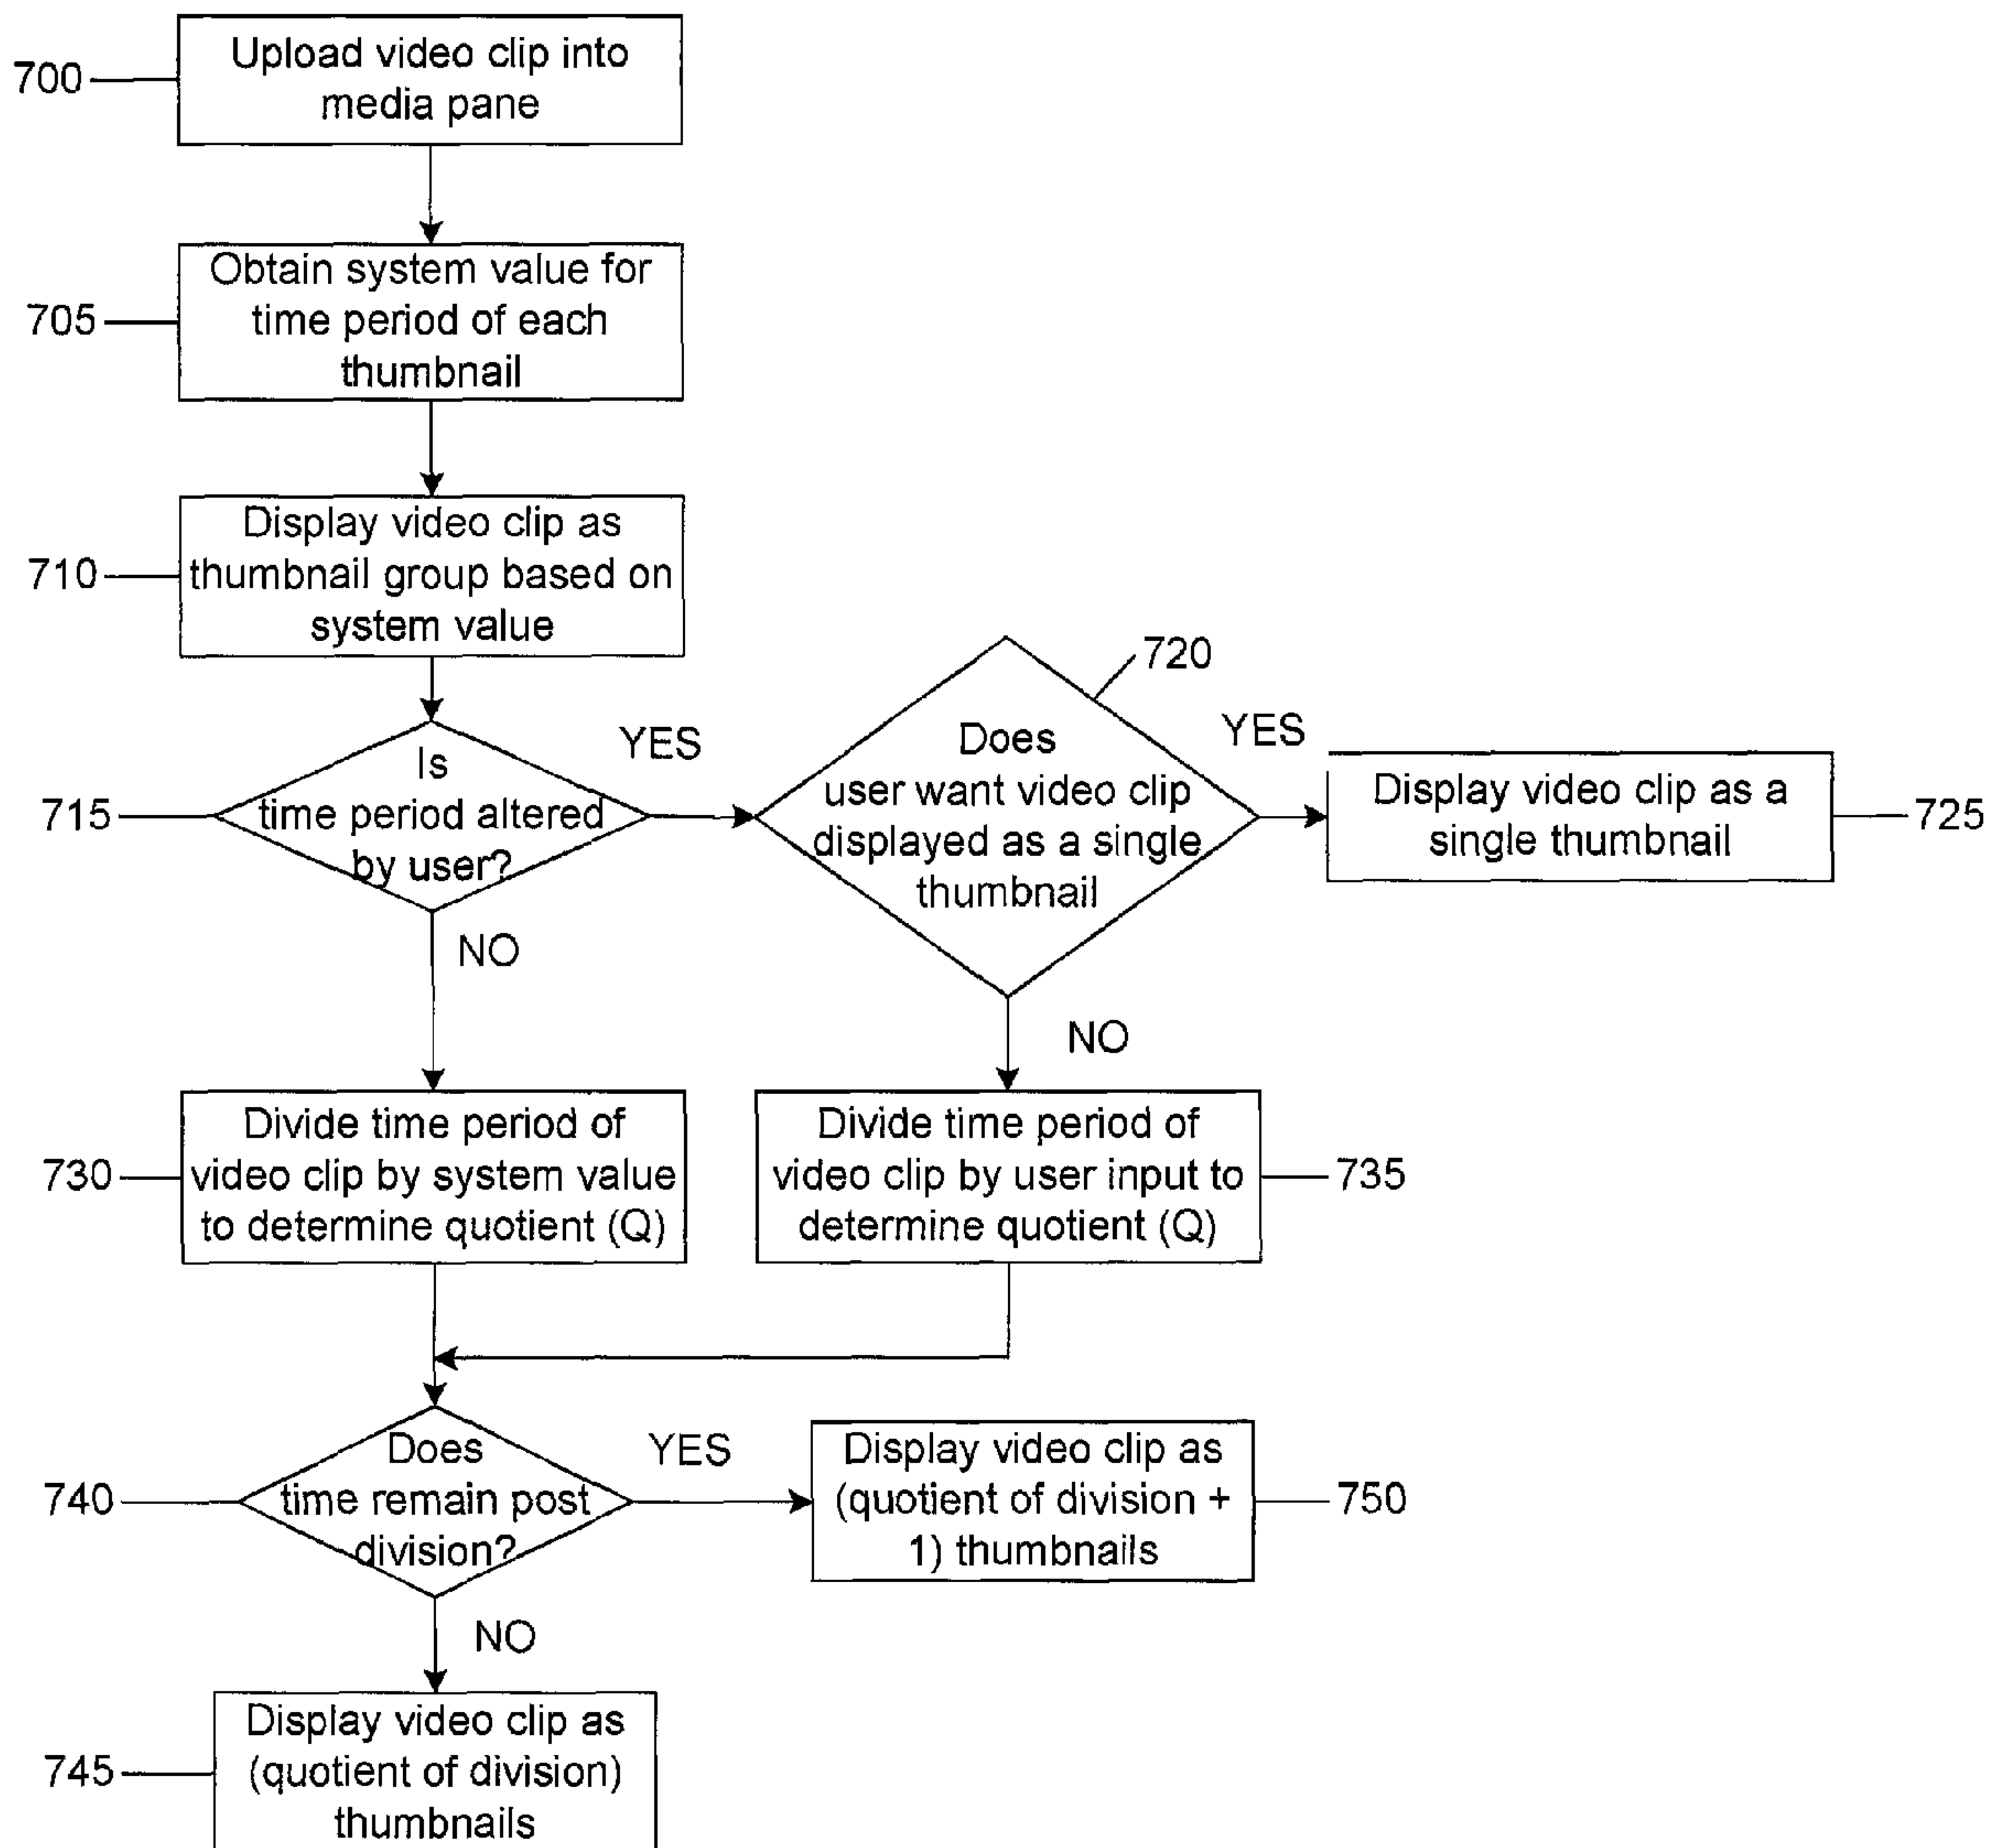 700
Upload video clip into
media pane
705
Obtain system value for
time period of each
thumbnail
710
Display video clip as
thumbnail group based on
system value
715
Is
time period altered
by user?
YES
NO
720
Does
user want video clip
displayed as a single
thumbnail
YES
NO
Display video clip as a
single thumbnail
725
730
Divide time period of
video clip by system value
to determine quotient (Q)
Divide time period of
video clip by user input to
determine quotient (Q)
735
740
Does
time remain post
division?
YES
NO
Display video clip as
(quotient of division +
1) thumbnails
750
745
Display video clip as
(quotient of division)
thumbnails